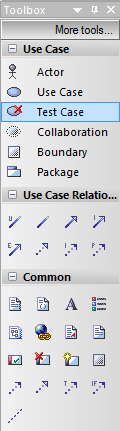 Toolbox
More tools...
Use Case
Actor
Use Case
Test Case
Collaboration
Boundary
Package
Use Case Relatio...
Common